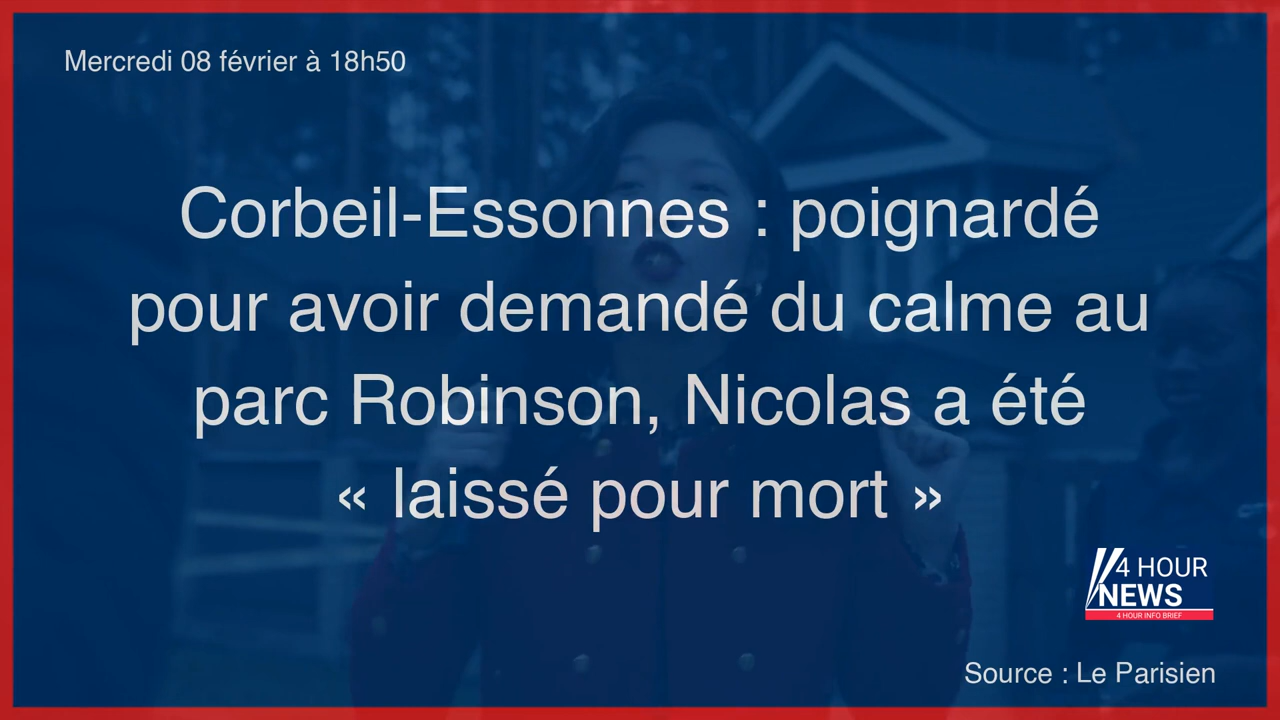 Mercredi 08 février à 18h50
Corbeil-Essonnes : poignardé
pour avoir demandé du calme au
parc Robinson, Nicolas a été
« laissé pour mort »
4 HOUR
NEWS
4 HOUR INFO BRIEF
Source : Le Parisien